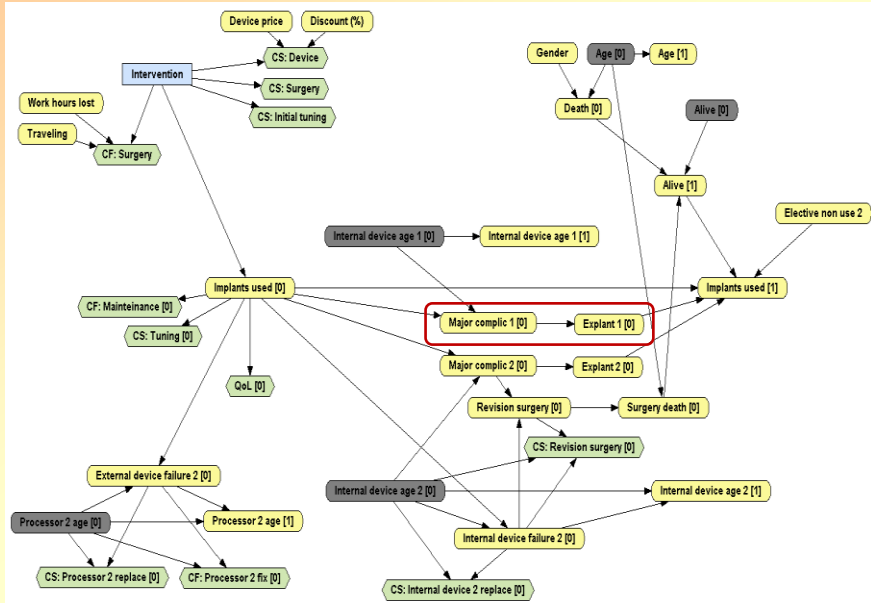 Device price
Discount (%)
CS: Device
Gender
Age [0]
Age [1]
Intervention
CS: Surgery
Work hours lost
CS: Initial tuning
Death [0]
Alive [0]
Traveling
CF: Surgery
Alive [1]
Elective non use 2
Internal device age 1 [0]
Internal device age 1 [1]
Implants used [0]
Implants used [1]
CF: Mainteinance [0]
Major complic 1 [0]
Explant 1 [0]
CS: Tuning [0]
Major complic 2 [0]
Explant 2 [0]
QoL [0]
Revision surgery [0]
Surgery death [0]
CS: Revision surgery [0]
External device failure 2 [0]
Internal device age 2 [0]
Internal device age 2 [1]
Processor 2 age [0]
Processor 2 age [1]
Internal device failure 2 [0]
CS: Processor 2 replace [0]
CF: Processor 2 fix [0]
CS: Internal device 2 replace [0]